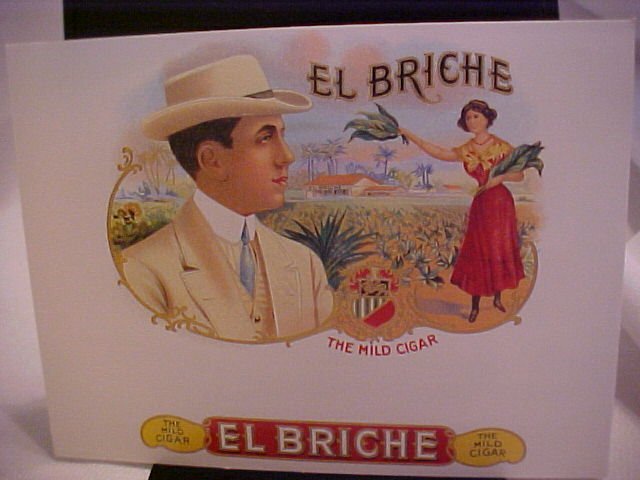 EL BRICHE
THE MILD CIGAR
THE
MILD
CIGAR
EL BRICHE
THE
MILD
CIGAR